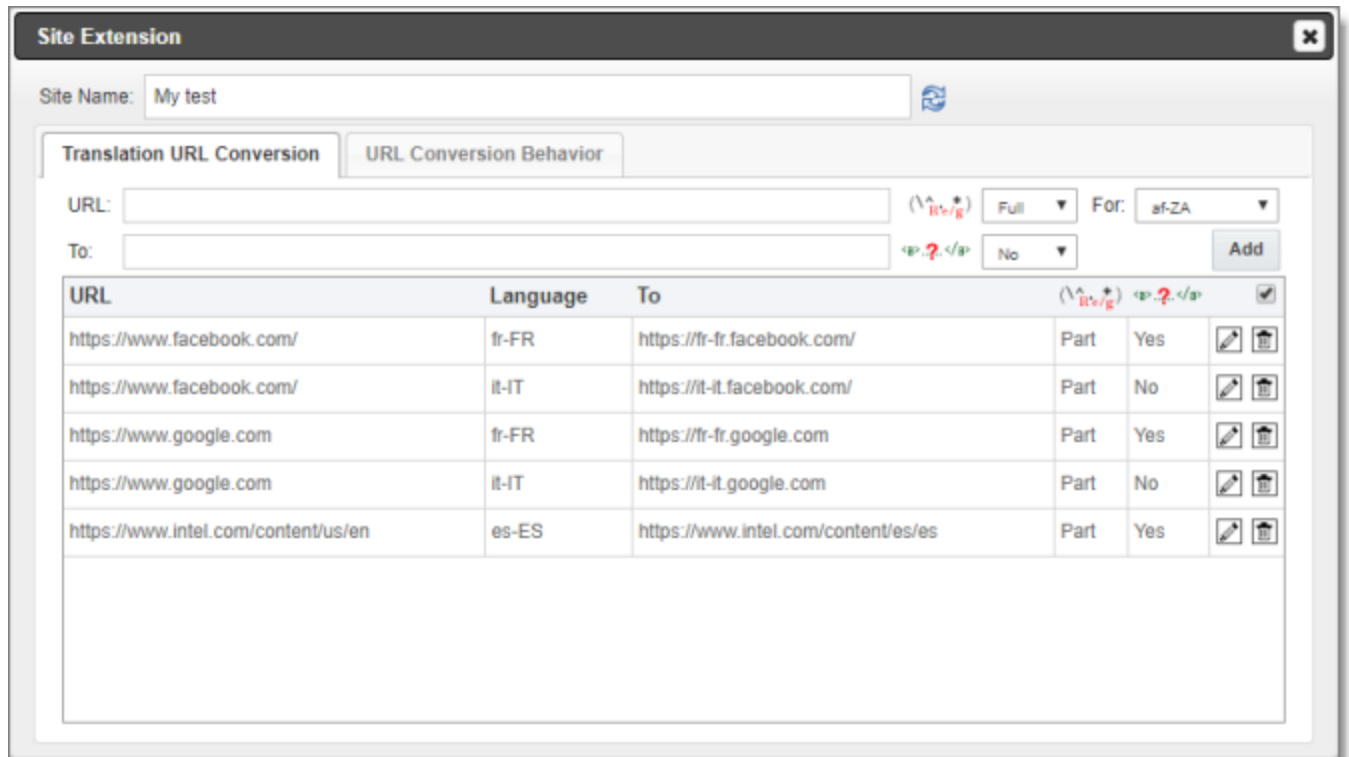 Site Extension
Site Name: My test
Translation URL Conversion URL Conversion Behavior
URL: (\^.*) Re/g Full For: af-ZA
To: <a>.?.</a> No Add
URL Language To (\^.*) Re/g <a>.?.</a>
https://www.facebook.com/ fr-FR https://fr-fr.facebook.com/ Part Yes
https://www.facebook.com/ it-IT https://it-it.facebook.com/ Part No
https://www.google.com fr-FR https://fr-fr.google.com Part Yes
https://www.google.com it-IT https://it-it.google.com Part No
https://www.intel.com/content/us/en es-ES https://www.intel.com/content/es/es Part Yes